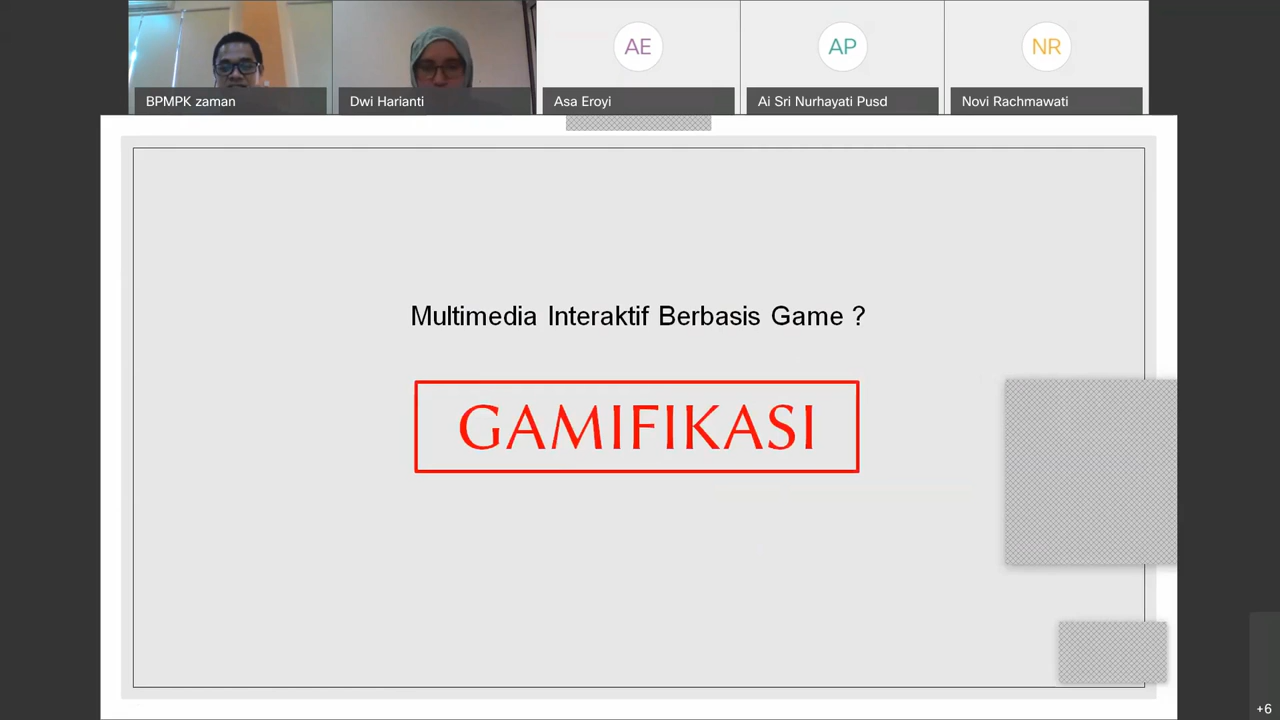 AE
AP
NR
BPMPK zaman
Dwi Harianti
Asa Eroyi
Ai Sri Nurhayati Pusd
Novi Rachmawati
Multimedia Interaktif Berbasis Game ?
GAMIFIKASI
+6